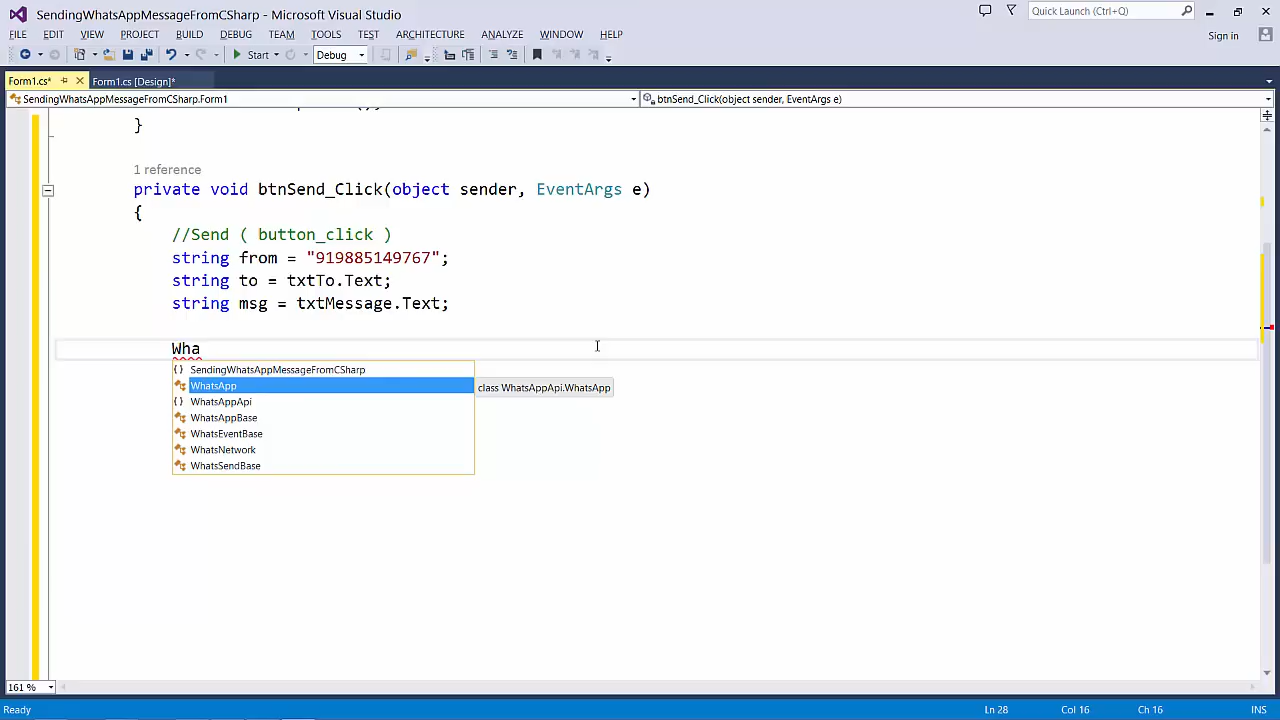 SendingWhatsAppMessageFromCSharp - Microsoft Visual Studio
Quick Launch (Ctrl+Q)
FILE EDIT VIEW PROJECT BUILD DEBUG TEAM TOOLS TEST ARCHITECTURE ANALYZE WINDOW HELP
Sign in
Start Debug
Form1.cs* Form1.cs [Design]*
SendingWhatsAppMessageFromCSharp.Form1 btnSend_Click(object sender, EventArgs e)
}
1 reference
private void btnSend_Click(object sender, EventArgs e)
{
//Send ( button_click )
string from = "919885149767";
string to = txtTo.Text;
string msg = txtMessage.Text;
Wha
{} SendingWhatsAppMessageFromCSharp
WhatsApp class WhatsAppApi.WhatsApp
{} WhatsAppApi
WhatsAppBase
WhatsEventBase
WhatsNetwork
WhatsSendBase
161 %
Ready Ln 28 Col 16 Ch 16 INS